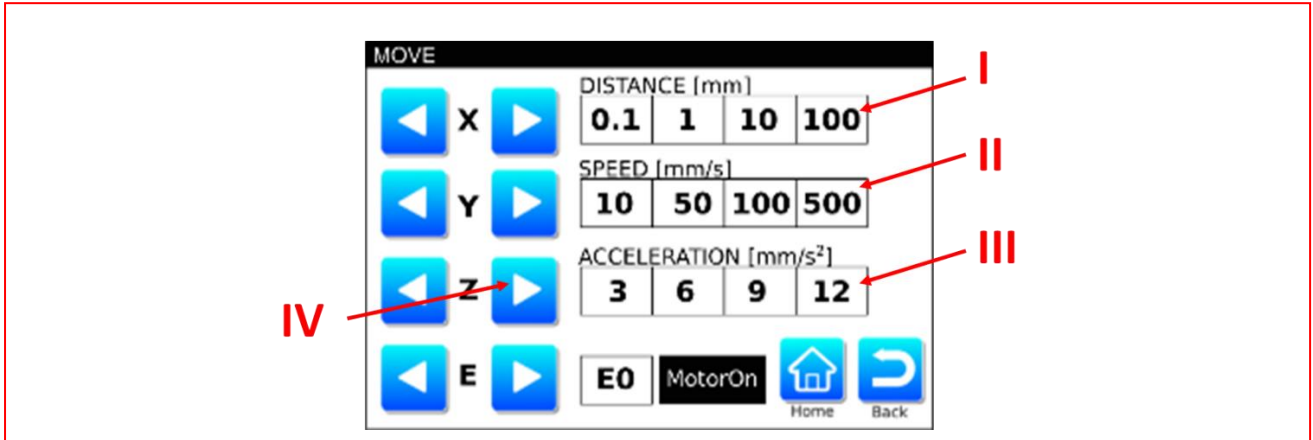 MOVE
DISTANCE [mm]
I
X
0.1 1 10 100
SPEED [mm/s]
II
Y
10 50 100 500
ACCELERATION [mm/s²]
III
Z
3 6 9 12
IV
E
E0 MotorOn
Home Back